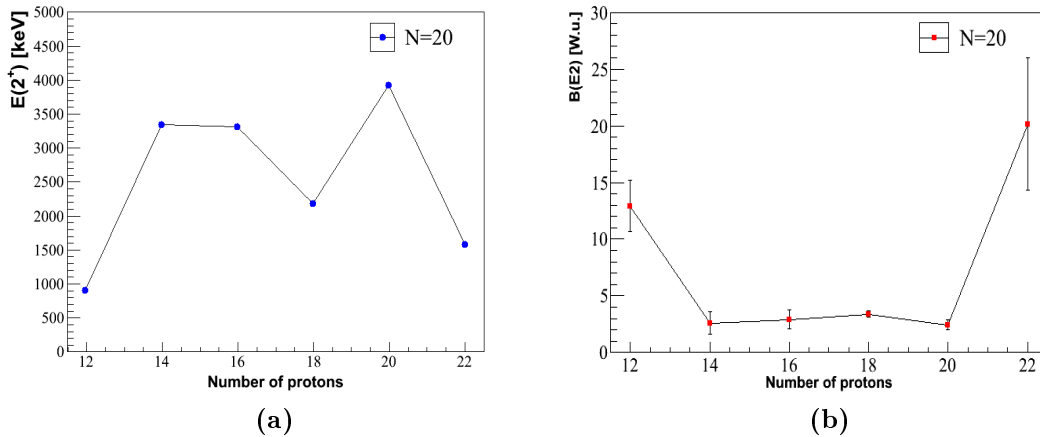 5000
4500
4000
3500
3000
2500
2000
1500
1000
500
0
E(2⁺) [keV]
N=20
12 14 16 18 20 22
Number of protons
(a)
30
25
20
15
10
5
0
B(E2) [W.u.]
N=20
12 14 16 18 20 22
Number of protons
(b)